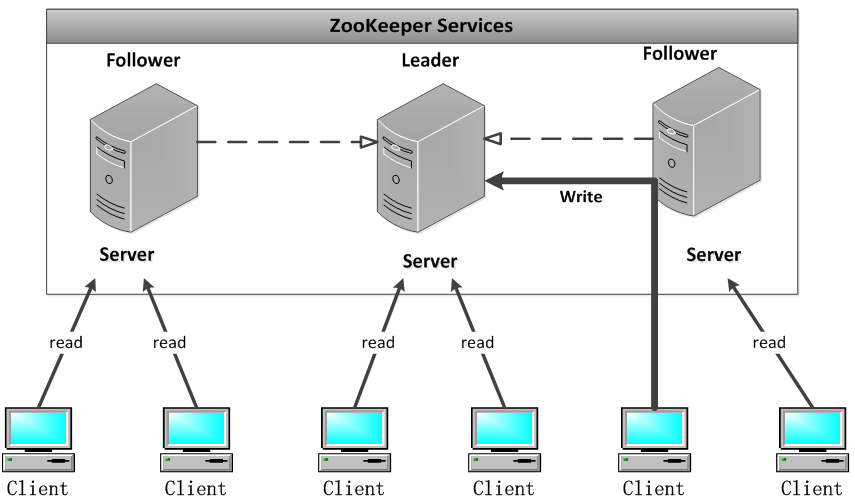 ZooKeeper Services
Follower
Leader
Follower
Write
Server
Server
Server
read
read
read
read
read
Client
Client
Client
Client
Client
Client